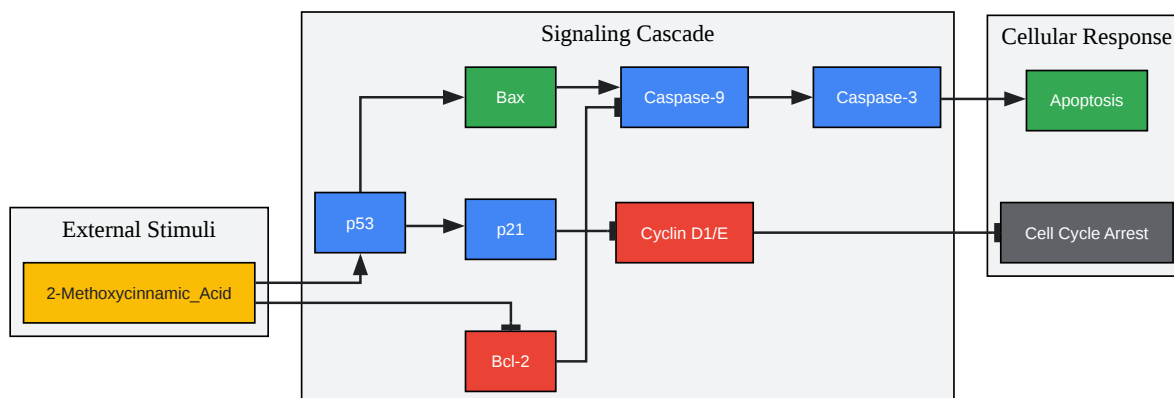 Signaling Cascade
Cellular Response
Bax
Caspase-9
Caspase-3
Apoptosis
External Stimuli
p53
p21
Cyclin D1/E
Cell Cycle Arrest
2-Methoxycinnamic_Acid
Bcl-2